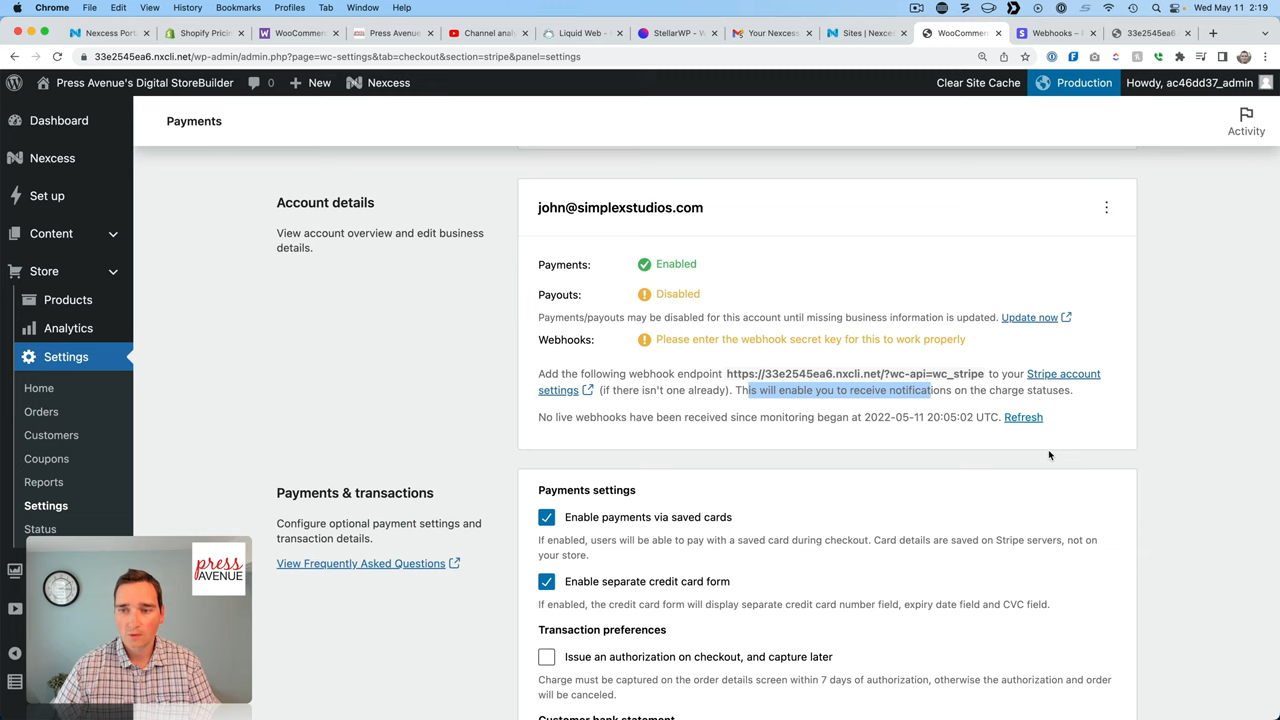 Chrome File Edit View History Bookmarks Profiles Tab Window Help
Wed May 11 2:19
Nexcess Port
Shopify Pricin
WooComme
Press Avenue
Channel analy
Liquid Web -
StellarWP - W
Your Nexcess
Sites | Nexces
WooCommer
Webhooks –
33e2545ea6.
33e2545ea6.nxcli.net/wp-admin/admin.php?page=wc-settings&tab=checkout&section=stripe&panel=settings
Press Avenue's Digital StoreBuilder
0
New
Nexcess
Clear Site Cache
Production
Howdy, ac46dd37_admin
Dashboard
Nexcess
Set up
Content
Store
Products
Analytics
Settings
Home
Orders
Customers
Coupons
Reports
Settings
Status
Payments
Activity
Account details
View account overview and edit business
details.
john@simplexstudios.com
Payments:
Enabled
Payouts:
Disabled
Payments/payouts may be disabled for this account until missing business information is updated. Update now
Webhooks:
Please enter the webhook secret key for this to work properly
Add the following webhook endpoint https://33e2545ea6.nxcli.net/?wc-api=wc_stripe to your Stripe account
settings (if there isn't one already). This will enable you to receive notifications on the charge statuses.
No live webhooks have been received since monitoring began at 2022-05-11 20:05:02 UTC. Refresh
Payments & transactions
Configure optional payment settings and
transaction details.
View Frequently Asked Questions
Payments settings
Enable payments via saved cards
If enabled, users will be able to pay with a saved card during checkout. Card details are saved on Stripe servers, not on
your store.
Enable separate credit card form
If enabled, the credit card form will display separate credit card number field, expiry date field and CVC field.
Transaction preferences
Issue an authorization on checkout, and capture later
Charge must be captured on the order details screen within 7 days of authorization, otherwise the authorization and order
will be canceled.
Customer bank statement
press
AVENUE